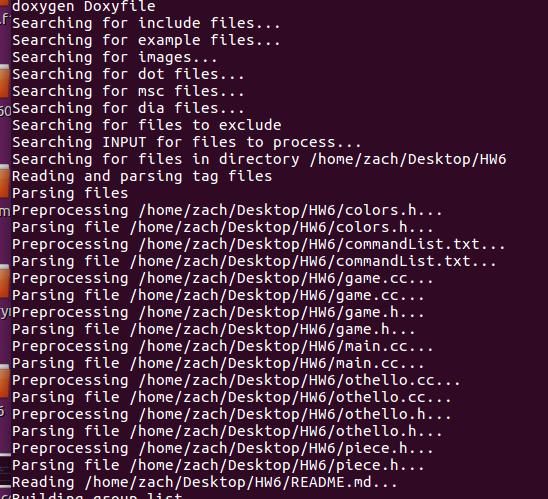 doxygen Doxyfile
Searching for include files...
Searching for example files...
Searching for images...
Searching for dot files...
Searching for msc files...
Searching for dia files...
Searching for files to exclude
Searching INPUT for files to process...
Searching for files in directory /home/zach/Desktop/HW6
Reading and parsing tag files
Parsing files
Preprocessing /home/zach/Desktop/HW6/colors.h...
Parsing file /home/zach/Desktop/HW6/colors.h...
Preprocessing /home/zach/Desktop/HW6/commandList.txt...
Parsing file /home/zach/Desktop/HW6/commandList.txt...
Preprocessing /home/zach/Desktop/HW6/game.cc...
Parsing file /home/zach/Desktop/HW6/game.cc...
Preprocessing /home/zach/Desktop/HW6/game.h...
Parsing file /home/zach/Desktop/HW6/game.h...
Preprocessing /home/zach/Desktop/HW6/main.cc...
Parsing file /home/zach/Desktop/HW6/main.cc...
Preprocessing /home/zach/Desktop/HW6/othello.cc...
Parsing file /home/zach/Desktop/HW6/othello.cc...
Preprocessing /home/zach/Desktop/HW6/othello.h...
Parsing file /home/zach/Desktop/HW6/othello.h...
Preprocessing /home/zach/Desktop/HW6/piece.h...
Parsing file /home/zach/Desktop/HW6/piece.h...
Reading /home/zach/Desktop/HW6/README.md...
Building group list